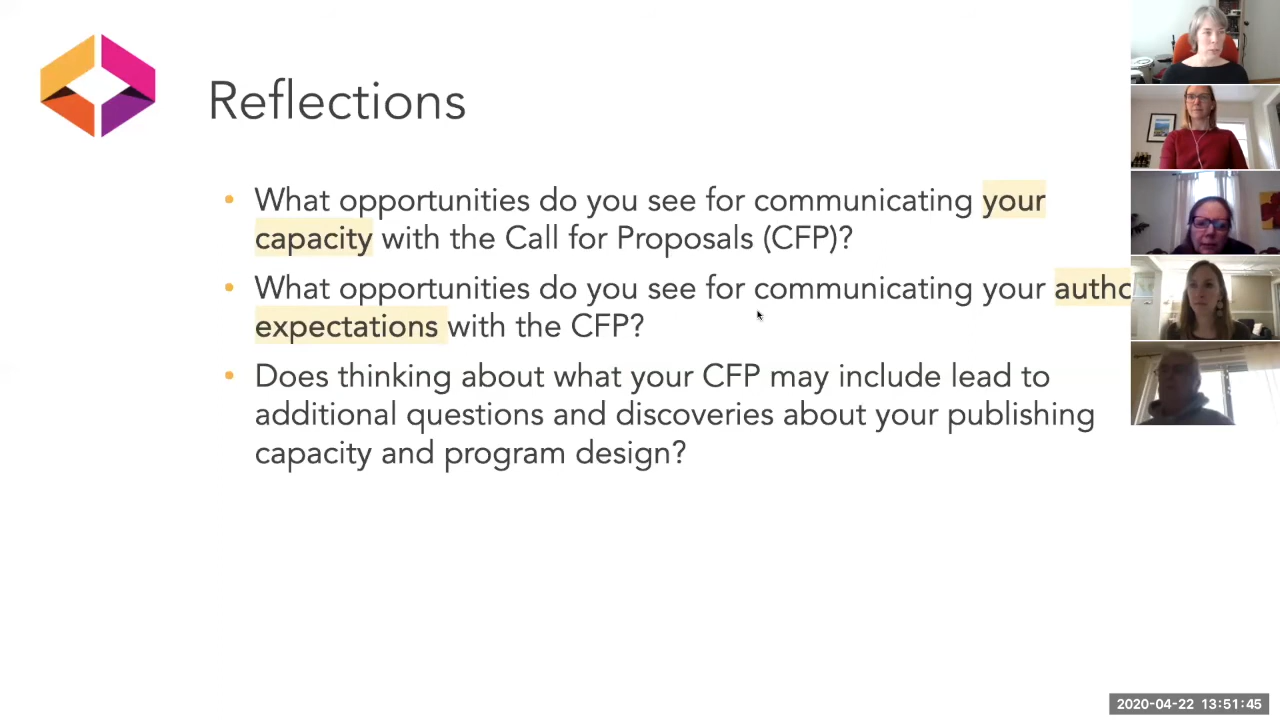 Reflections
• What opportunities do you see for communicating your
capacity with the Call for Proposals (CFP)?
• What opportunities do you see for communicating your
expectations with the CFP?
• Does thinking about what your CFP may include lead to
additional questions and discoveries about your publishing
capacity and program design?
2020-04-22 13:51:45